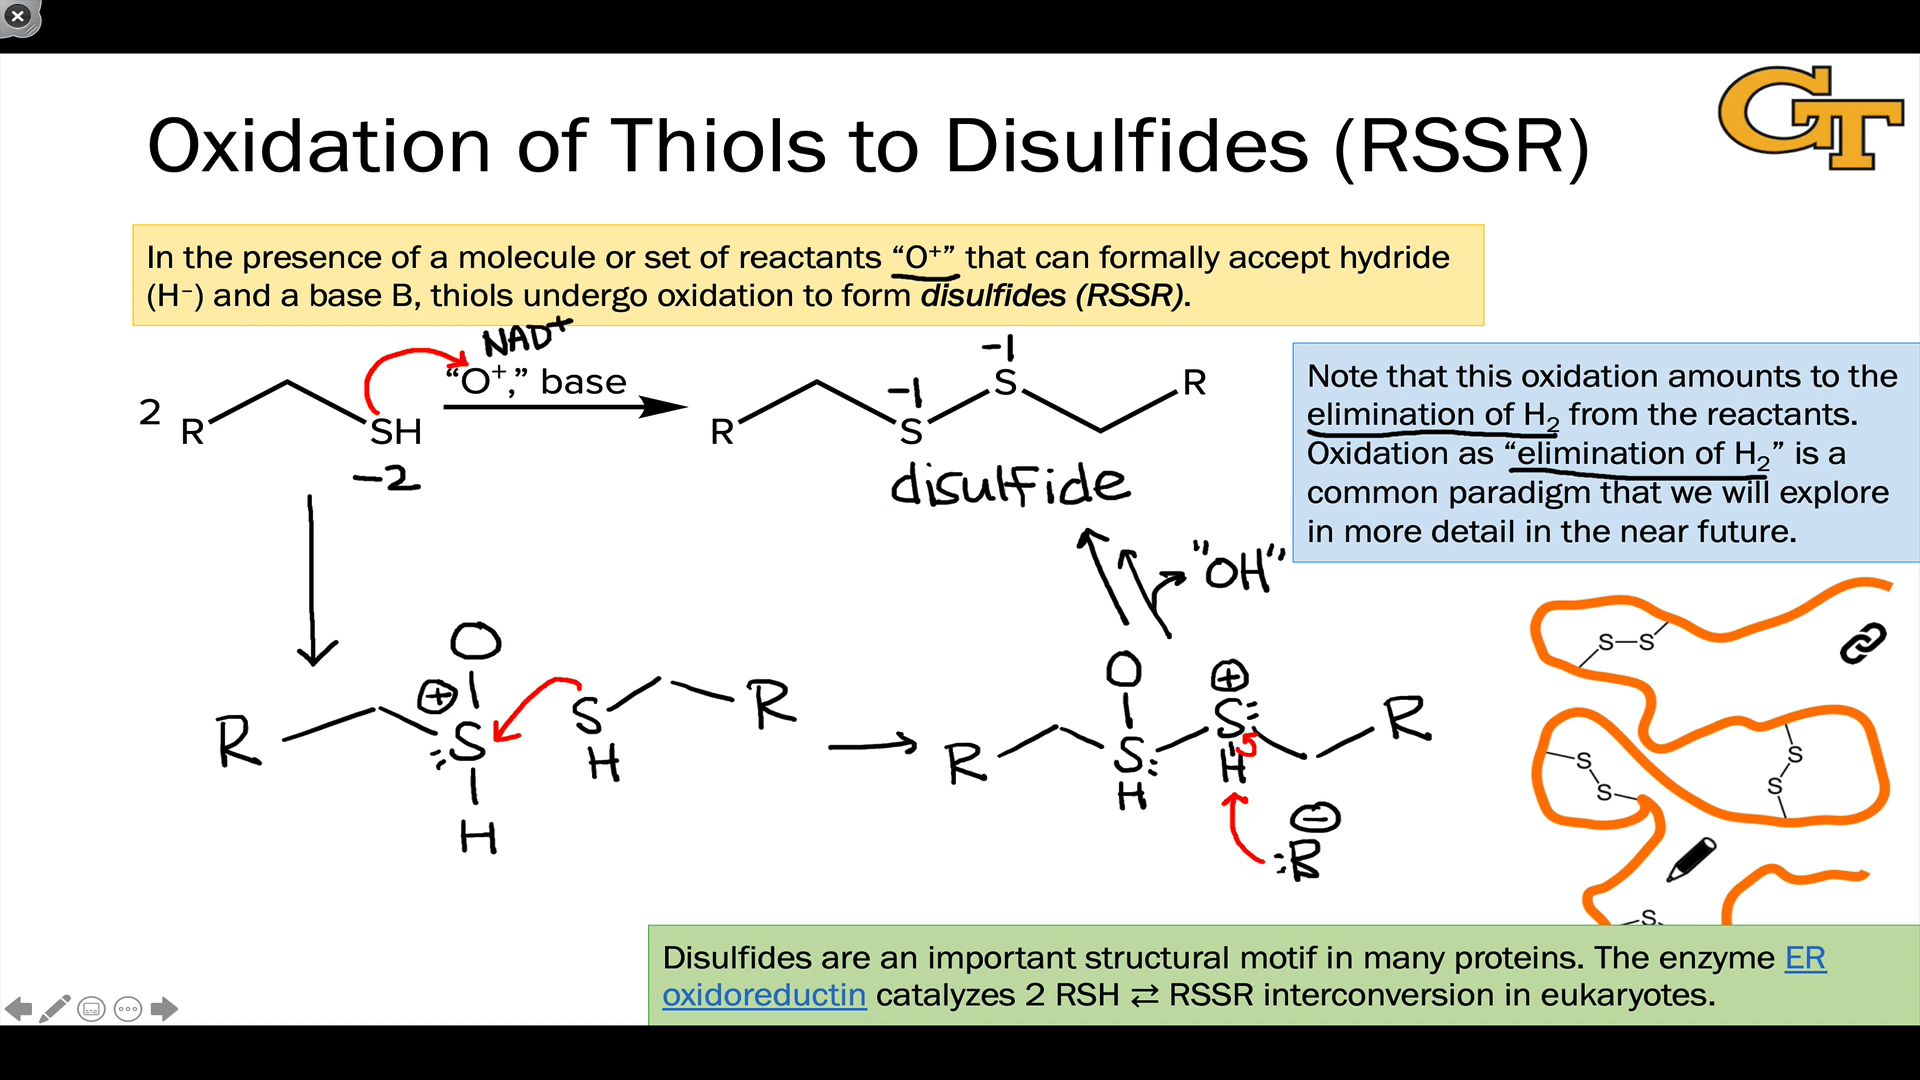 Oxidation of Thiols to Disulfides (RSSR)
GT
In the presence of a molecule or set of reactants “O⁺” that can formally accept hydride
(H⁻) and a base B, thiols undergo oxidation to form disulfides (RSSR).
NAD⁺
“O⁺,” base
2 R SH
-2
-1
-1
R S S R
disulfide
Note that this oxidation amounts to the
elimination of H₂ from the reactants.
Oxidation as “elimination of H₂” is a
common paradigm that we will explore
in more detail in the near future.
"OH"
O
+
R S S R
H H
O +
R S S R
H H
-
:B
S-S
S
S
S
S
S
Disulfides are an important structural motif in many proteins. The enzyme ER
oxidoreductin catalyzes 2 RSH ⇄ RSSR interconversion in eukaryotes.